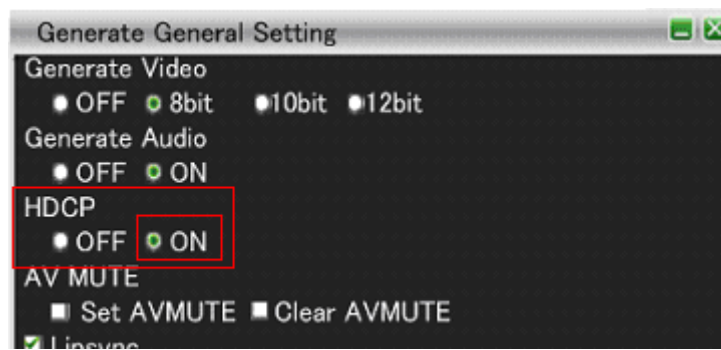 Generate General Setting
Generate Video
OFF 8bit 10bit 12bit
Generate Audio
OFF ON
HDCP
OFF ON
AV MUTE
Set AVMUTE Clear AVMUTE
Lipsync